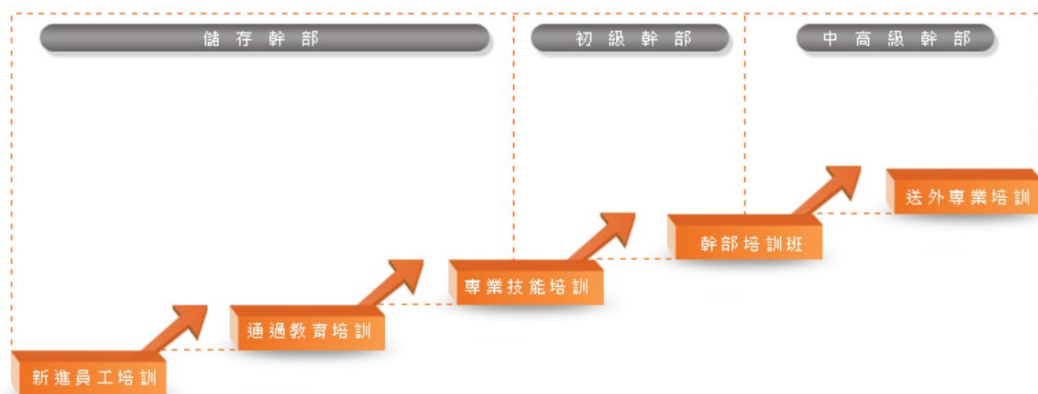 儲存幹部
初級幹部
中高級幹部
送外專業培訓
幹部培訓班
專業技能培訓
通過教育培訓
新進員工培訓